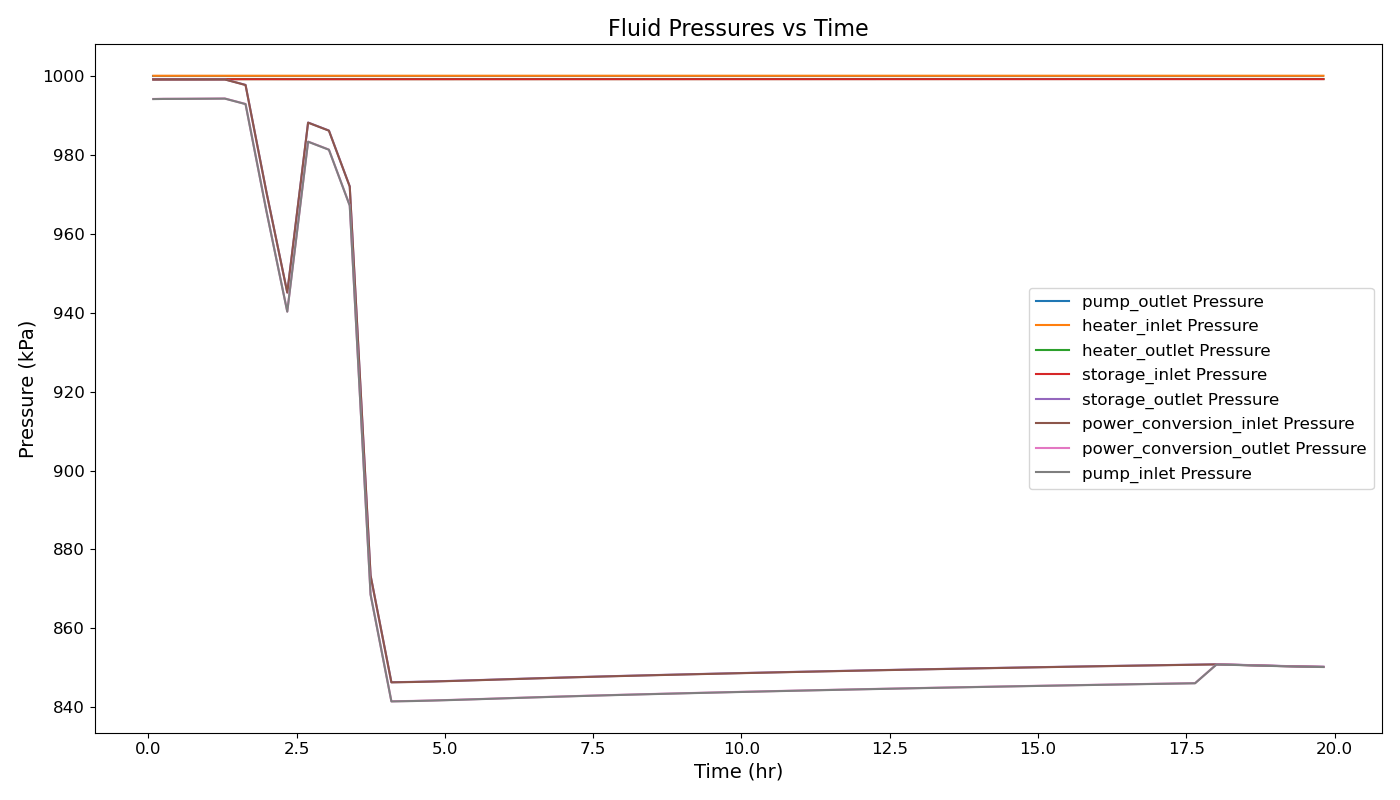 Fluid Pressures vs Time
Pressure (kPa)
1000
980
960
940
920
900
880
860
840
pump_outlet Pressure
heater_inlet Pressure
heater_outlet Pressure
storage_inlet Pressure
storage_outlet Pressure
power_conversion_inlet Pressure
power_conversion_outlet Pressure
pump_inlet Pressure
0.0 2.5 5.0 7.5 10.0 12.5 15.0 17.5 20.0
Time (hr)